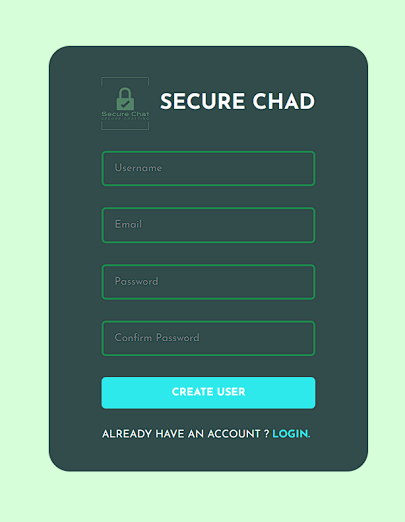 Secure Chat
SECURE CHAD
Username
Email
Password
Confirm Password
CREATE USER
ALREADY HAVE AN ACCOUNT ? LOGIN.